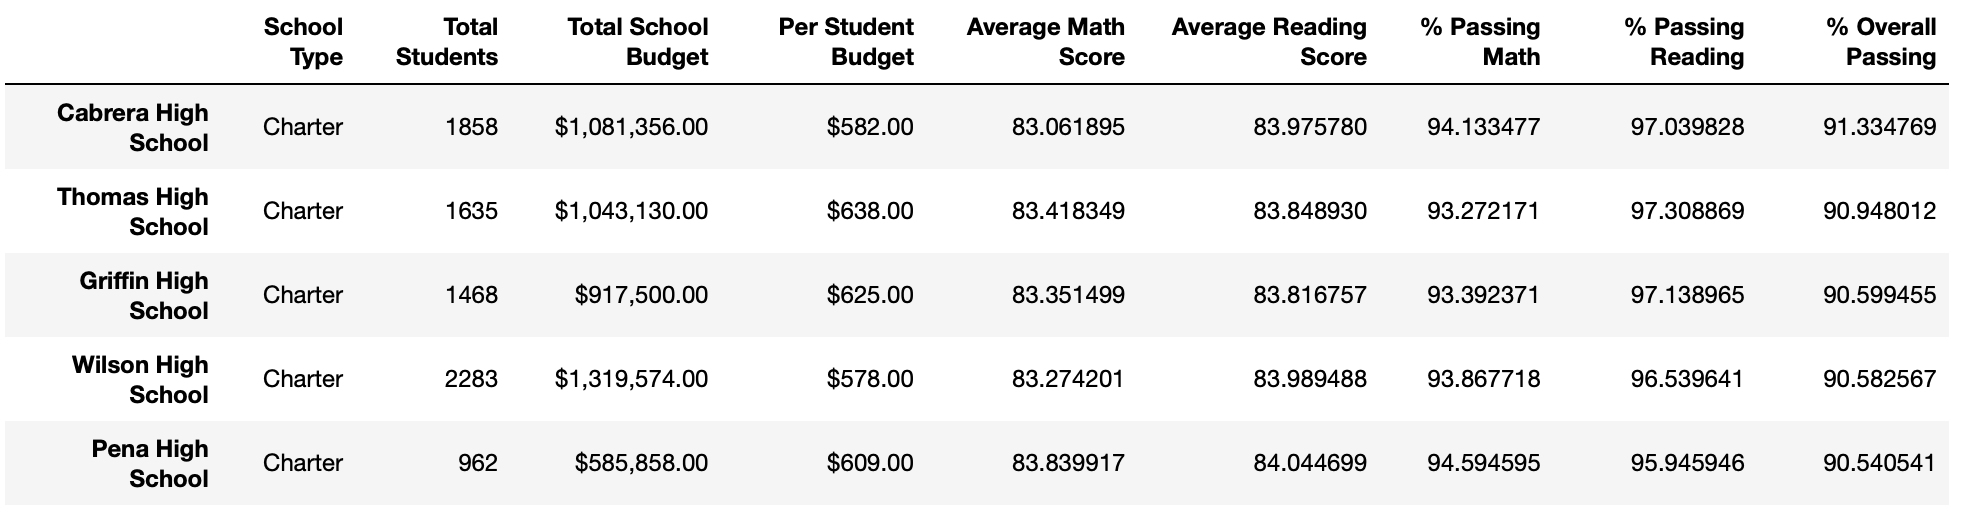 School Type Total Students Total School Budget Per Student Budget Average Math Score Average Reading Score % Passing Math % Passing Reading % Overall Passing
Cabrera High School Charter 1858 $1,081,356.00 $582.00 83.061895 83.975780 94.133477 97.039828 91.334769
Thomas High School Charter 1635 $1,043,130.00 $638.00 83.418349 83.848930 93.272171 97.308869 90.948012
Griffin High School Charter 1468 $917,500.00 $625.00 83.351499 83.816757 93.392371 97.138965 90.599455
Wilson High School Charter 2283 $1,319,574.00 $578.00 83.274201 83.989488 93.867718 96.539641 90.582567
Pena High School Charter 962 $585,858.00 $609.00 83.839917 84.044699 94.594595 95.945946 90.540541